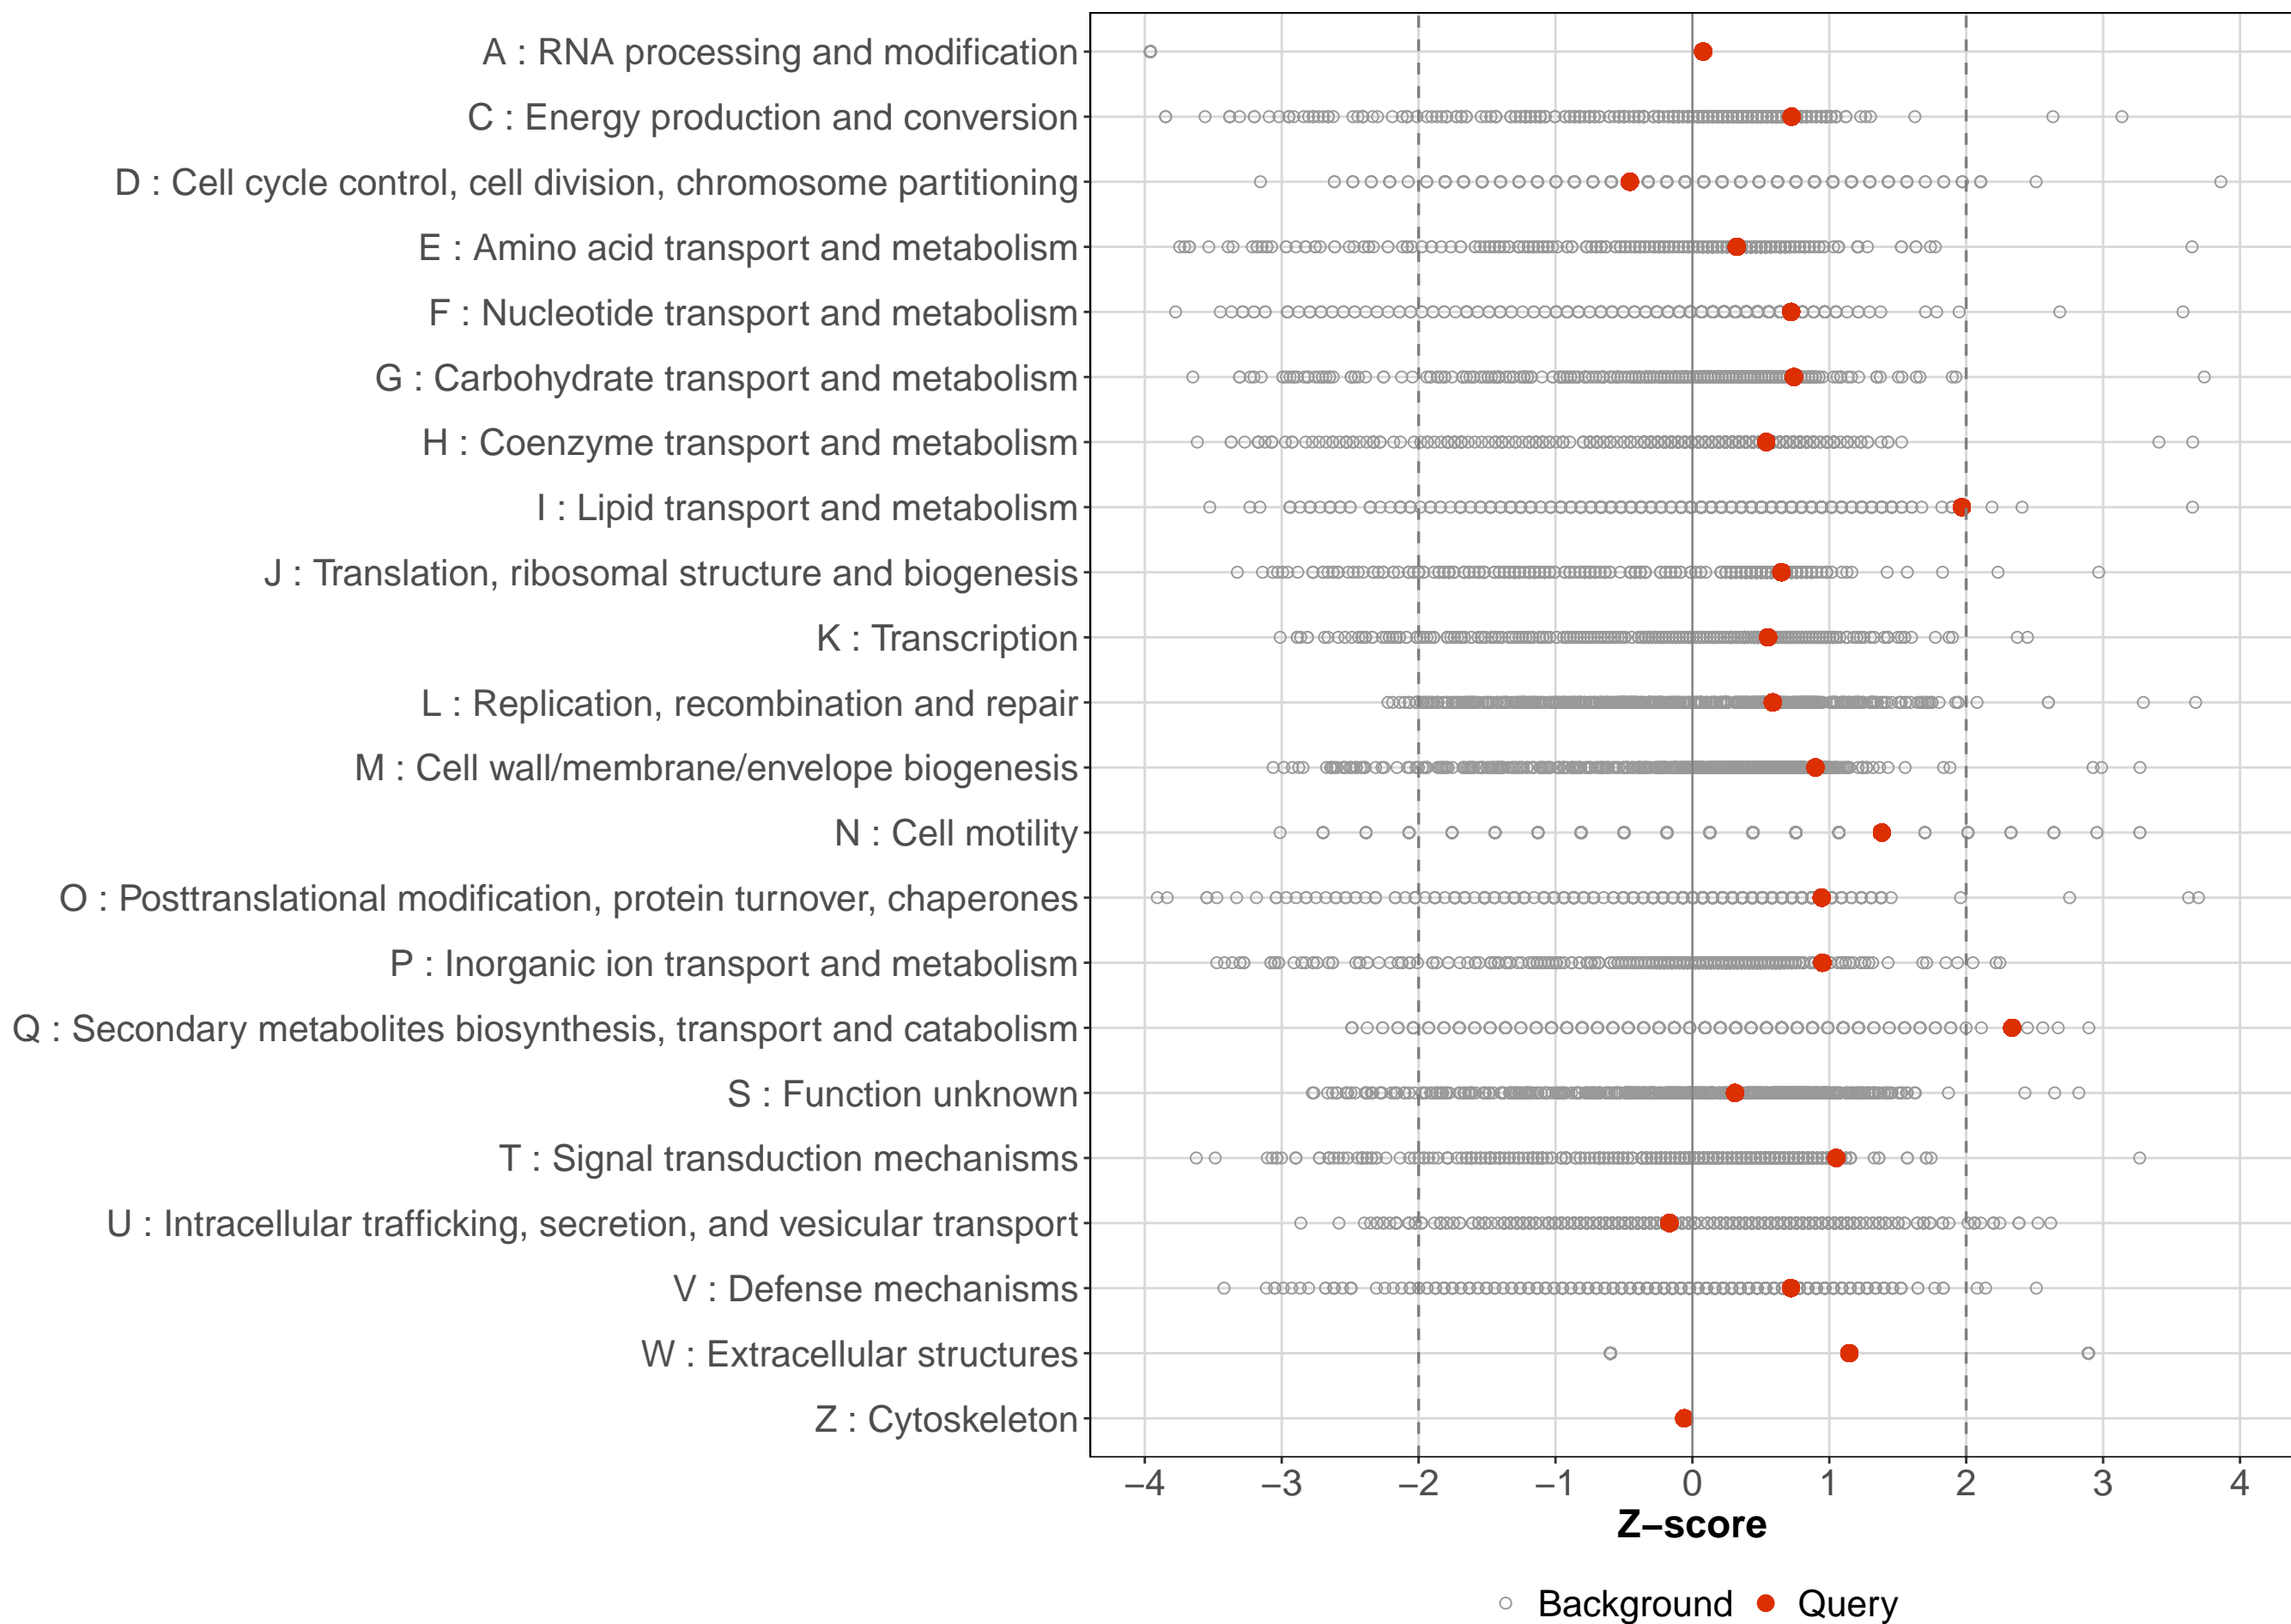 A : RNA processing and modification
C : Energy production and conversion
D : Cell cycle control, cell division, chromosome partitioning
E : Amino acid transport and metabolism
F : Nucleotide transport and metabolism
G : Carbohydrate transport and metabolism
H : Coenzyme transport and metabolism
I : Lipid transport and metabolism
J : Translation, ribosomal structure and biogenesis
K : Transcription
L : Replication, recombination and repair
M : Cell wall/membrane/envelope biogenesis
N : Cell motility
O : Posttranslational modification, protein turnover, chaperones
P : Inorganic ion transport and metabolism
Q : Secondary metabolites biosynthesis, transport and catabolism
S : Function unknown
T : Signal transduction mechanisms
U : Intracellular trafficking, secretion, and vesicular transport
V : Defense mechanisms
W : Extracellular structures
Z : Cytoskeleton
−4 −3 −2 −1 0 1 2 3 4
Z−score
Background Query